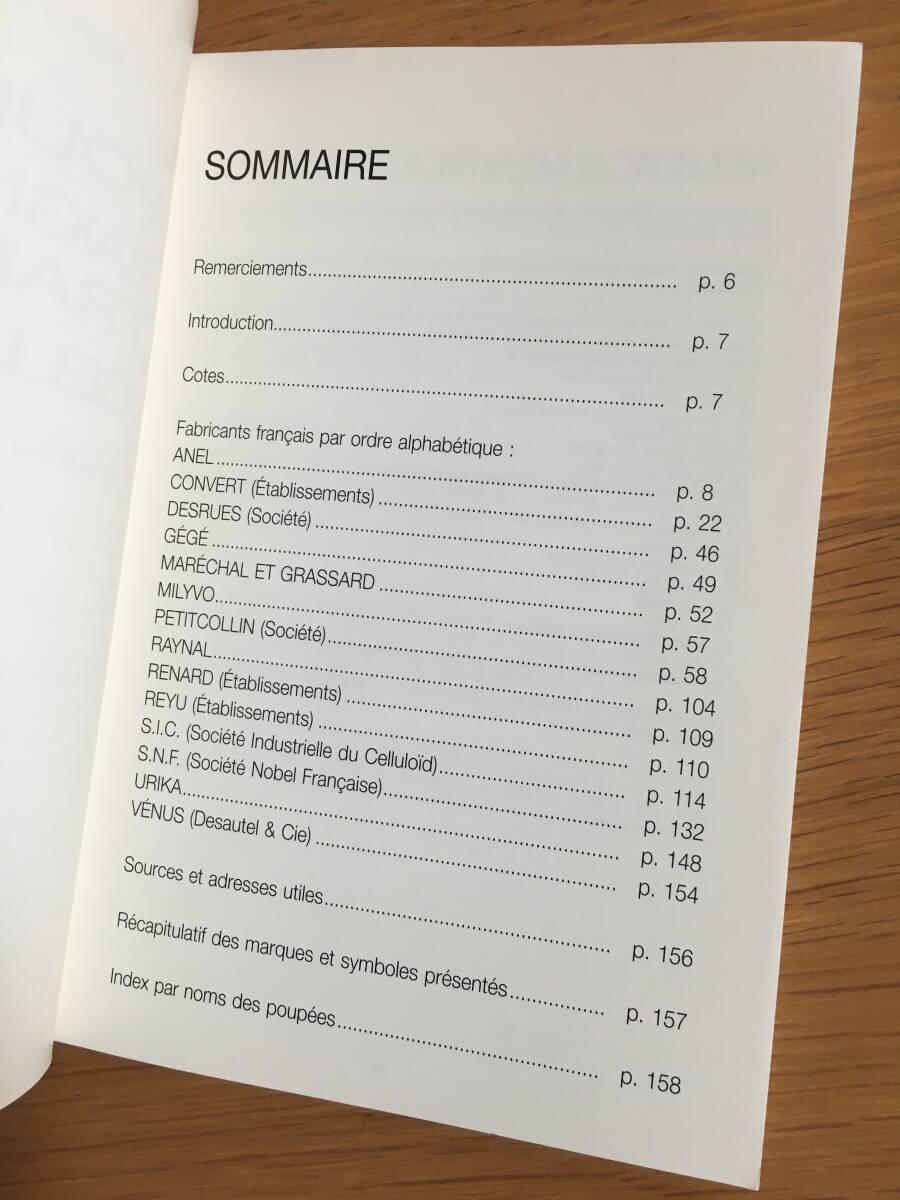 SOMMAIRE
Remerciements........ p. 6
Introduction........ p. 7
Cotes........ p. 7
Fabricants français par ordre alphabétique :
ANEL........ p. 8
CONVERT (Établissements)........ p. 22
DESRUES (Société)........ p. 46
GÉGÉ........ p. 49
MARÉCHAL ET GRASSARD........ p. 52
MILYVO........ p. 57
PETITCOLLIN (Société)........ p. 58
RAYNAL........ p. 104
RENARD (Établissements)........ p. 109
REYU (Établissements)........ p. 110
S.I.C. (Société Industrielle du Celluloïd)........ p. 114
S.N.F. (Société Nobel Française)........ p. 132
URIKA........ p. 148
VÉNUS (Desautel & Cie)........ p. 154
Sources et adresses utiles........ p. 156
Récapitulatif des marques et symboles présentés........ p. 157
Index par noms des poupées........ p. 158